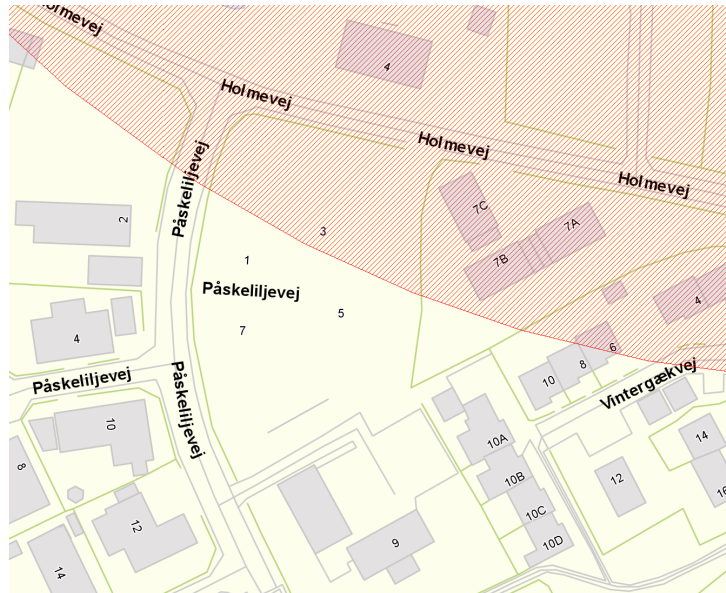 Holmevej
4
Holmevej
Holmevej
Holmevej
Påskeliljevej
2
7C
7A
7B
3
1
Påskeliljevej
5
7
4
4
6
8
10
Vintergækvej
Påskeliljevej
Påskeliljevej
10
10A
10B
10C
10D
14
12
16
8
12
9
14